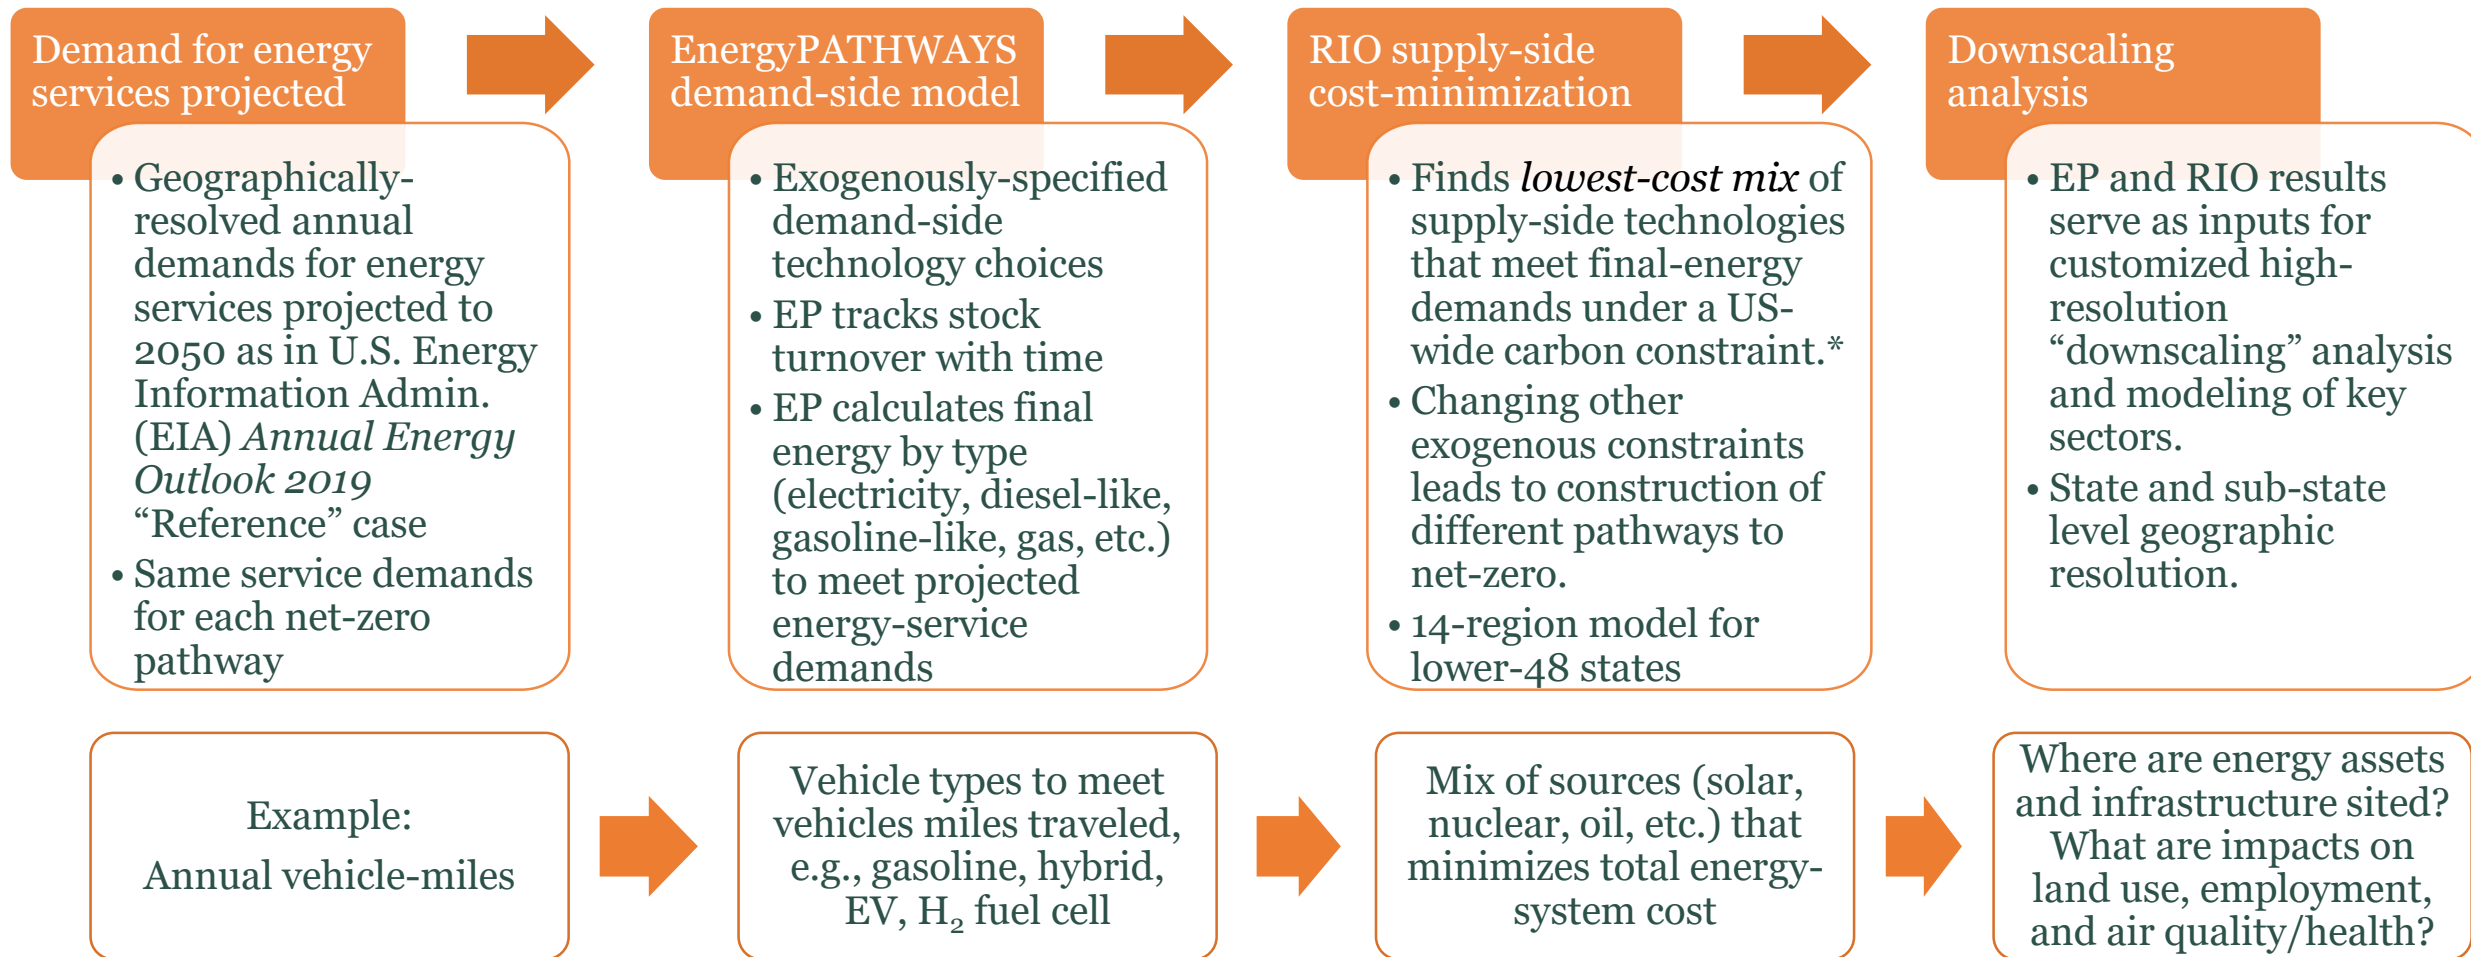 Demand for energy
services projected
• Geographically-
resolved annual
demands for energy
services projected to
2050 as in U.S. Energy
Information Admin.
(EIA) Annual Energy
Outlook 2019
“Reference” case
• Same service demands
for each net-zero
pathway
EnergyPATHWAYS
demand-side model
• Exogenously-specified
demand-side
technology choices
• EP tracks stock
turnover with time
• EP calculates final
energy by type
(electricity, diesel-like,
gasoline-like, gas, etc.)
to meet projected
energy-service
demands
RIO supply-side
cost-minimization
• Finds lowest-cost mix of
supply-side technologies
that meet final-energy
demands under a US-
wide carbon constraint.*
• Changing other
exogenous constraints
leads to construction of
different pathways to
net-zero.
• 14-region model for
lower-48 states
Downscaling
analysis
• EP and RIO results
serve as inputs for
customized high-
resolution
“downscaling” analysis
and modeling of key
sectors.
• State and sub-state
level geographic
resolution.
Example:
Annual vehicle-miles
Vehicle types to meet
vehicles miles traveled,
e.g., gasoline, hybrid,
EV, H₂ fuel cell
Mix of sources (solar,
nuclear, oil, etc.) that
minimizes total energy-
system cost
Where are energy assets
and infrastructure sited?
What are impacts on
land use, employment,
and air quality/health?